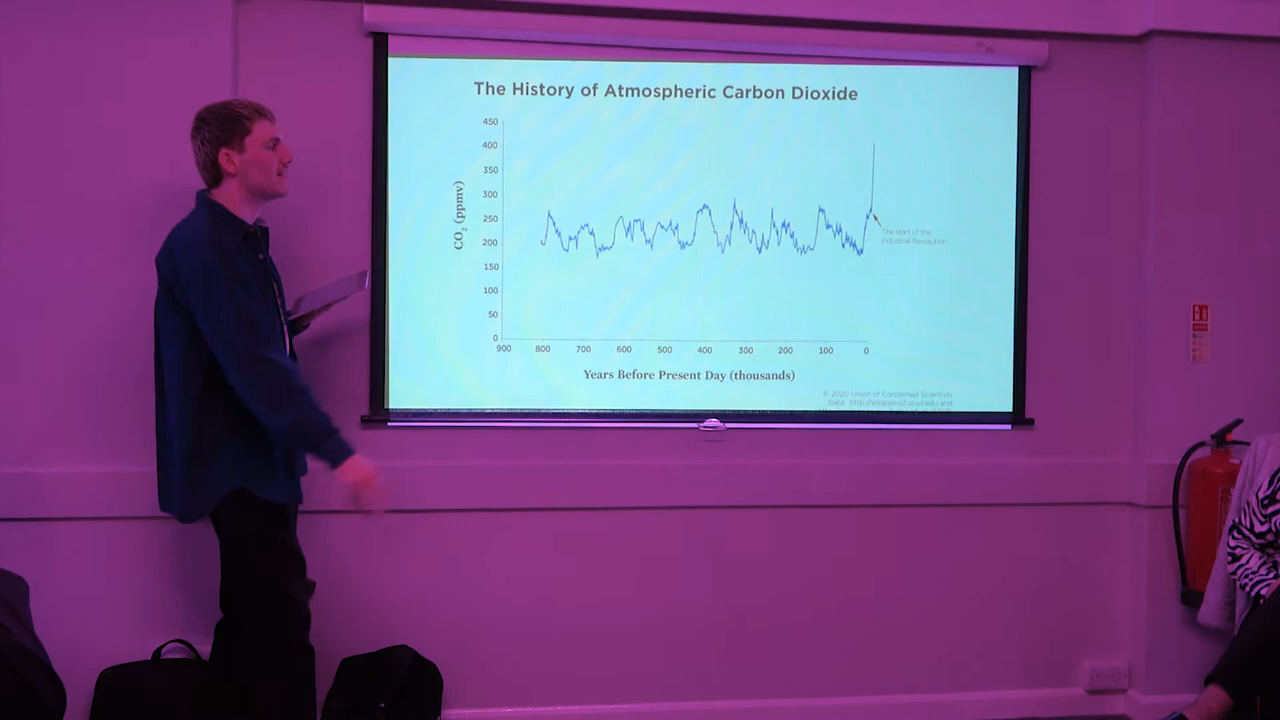 The History of Atmospheric Carbon Dioxide
450
400
350
300
250
200
150
100
50
0
CO2 (ppmv)
The start of the
Industrial Revolution
900 800 700 600 500 400 300 200 100 0
Years Before Present Day (thousands)
© 2020 Union of Concerned Scientists
Data:
and